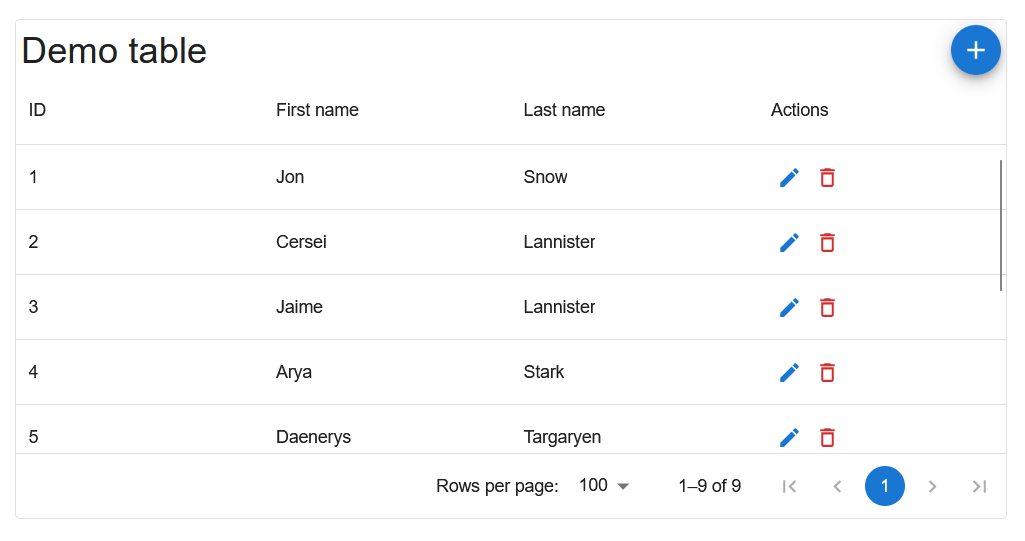 Demo table
ID First name Last name Actions
1 Jon Snow
2 Cersei Lannister
3 Jaime Lannister
4 Arya Stark
5 Daenerys Targaryen
Rows per page: 100 1–9 of 9 1